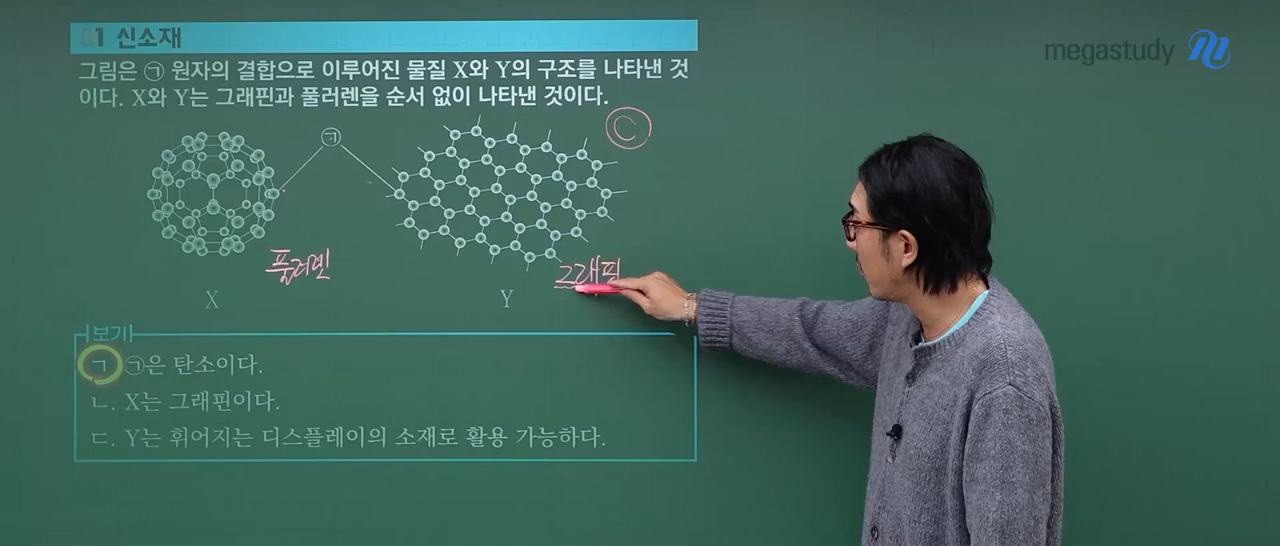 01 신소재
megastudy
그림은 ㉠ 원자의 결합으로 이루어진 물질 X와 Y의 구조를 나타낸 것
이다. X와 Y는 그래핀과 풀러렌을 순서 없이 나타낸 것이다.
㉠
C
풀러렌
그래핀
X
Y
보기
ㄱ ㉠은 탄소이다.
ㄴ. X는 그래핀이다.
ㄷ. Y는 휘어지는 디스플레이의 소재로 활용 가능하다.